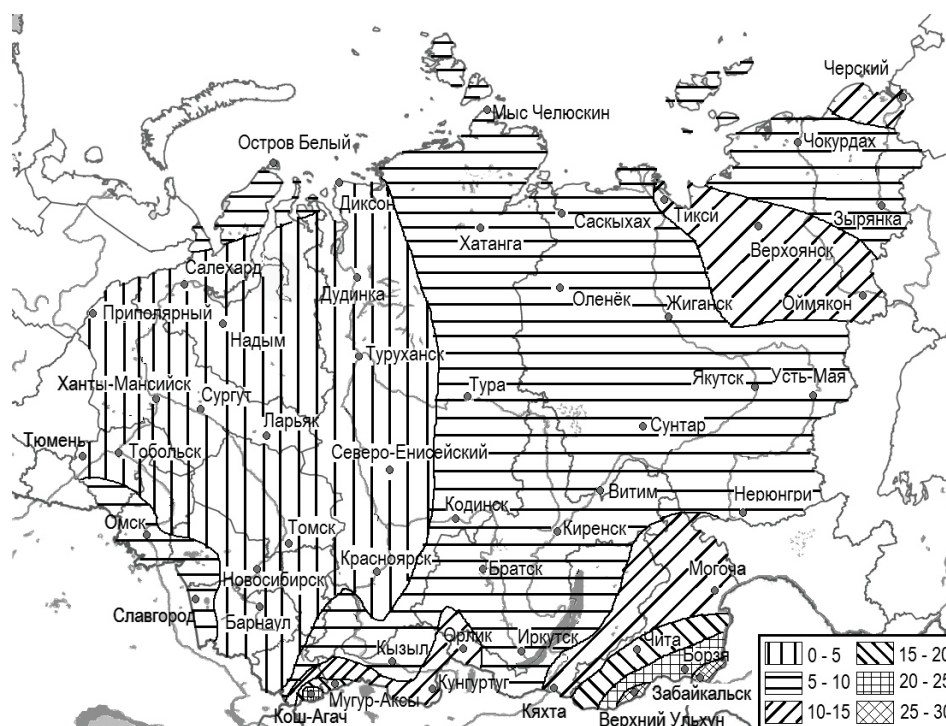 Черский
Мыс Челюскин
Остров Белый
Чокурдах
Диксон
Саскыхах
Тикси
Зырянка
Хатанга
Верхоянск
Салехард
Дудинка
Оленёк
Жиганск
Оймякон
Приполярный
Надым
Туруханск
Ханты-Мансийск
Сургут
Тура
Якутск
Усть-Мая
Ларьяк
Сунтар
Тюмень
Тобольск
Северо-Енисейский
Витим
Нерюнгри
Кодинск
Омск
Томск
Киренск
Красноярск
Братск
Могоча
Новосибирск
Славгород
Барнаул
Орлик
Иркутск
Чита
Кызыл
Борзя
Кунгуртуг
Забайкальск
Мугур-Аксы
Кош-Агач
Кяхта
Верхний Ульхун
0 - 5
15 - 20
5 - 10
20 - 25
10-15
25 - 3